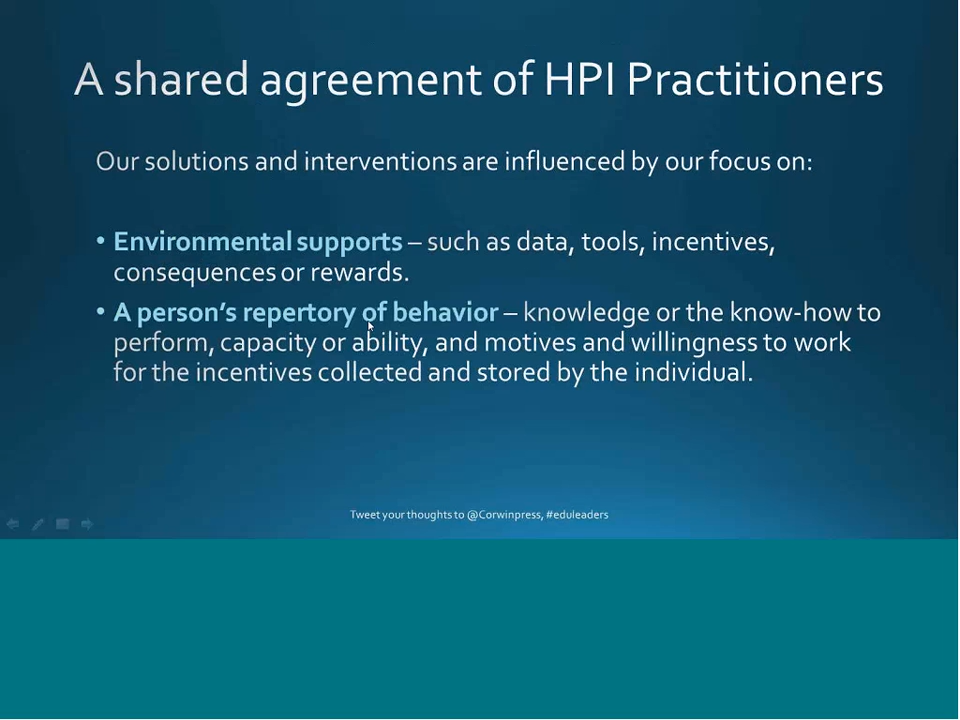 A shared agreement of HPI Practitioners
Our solutions and interventions are influenced by our focus on:
• Environmental supports – such as data, tools, incentives,
consequences or rewards.
• A person's repertory of behavior – knowledge or the know-how to
perform, capacity or ability, and motives and willingness to work
for the incentives collected and stored by the individual.
Tweet your thoughts to @Corwinpress, #eduleaders